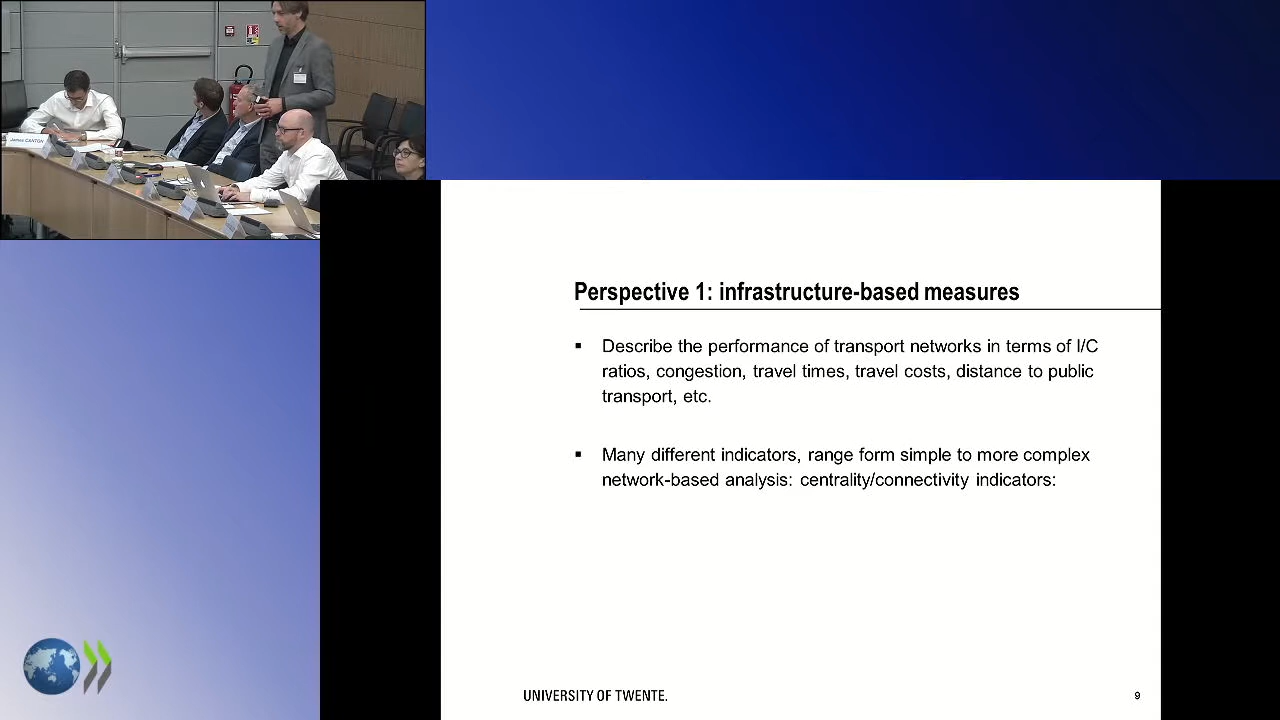 James CANTON
Perspective 1: infrastructure-based measures
▪ Describe the performance of transport networks in terms of I/C
ratios, congestion, travel times, travel costs, distance to public
transport, etc.
▪ Many different indicators, range form simple to more complex
network-based analysis: centrality/connectivity indicators:
UNIVERSITY OF TWENTE.
9